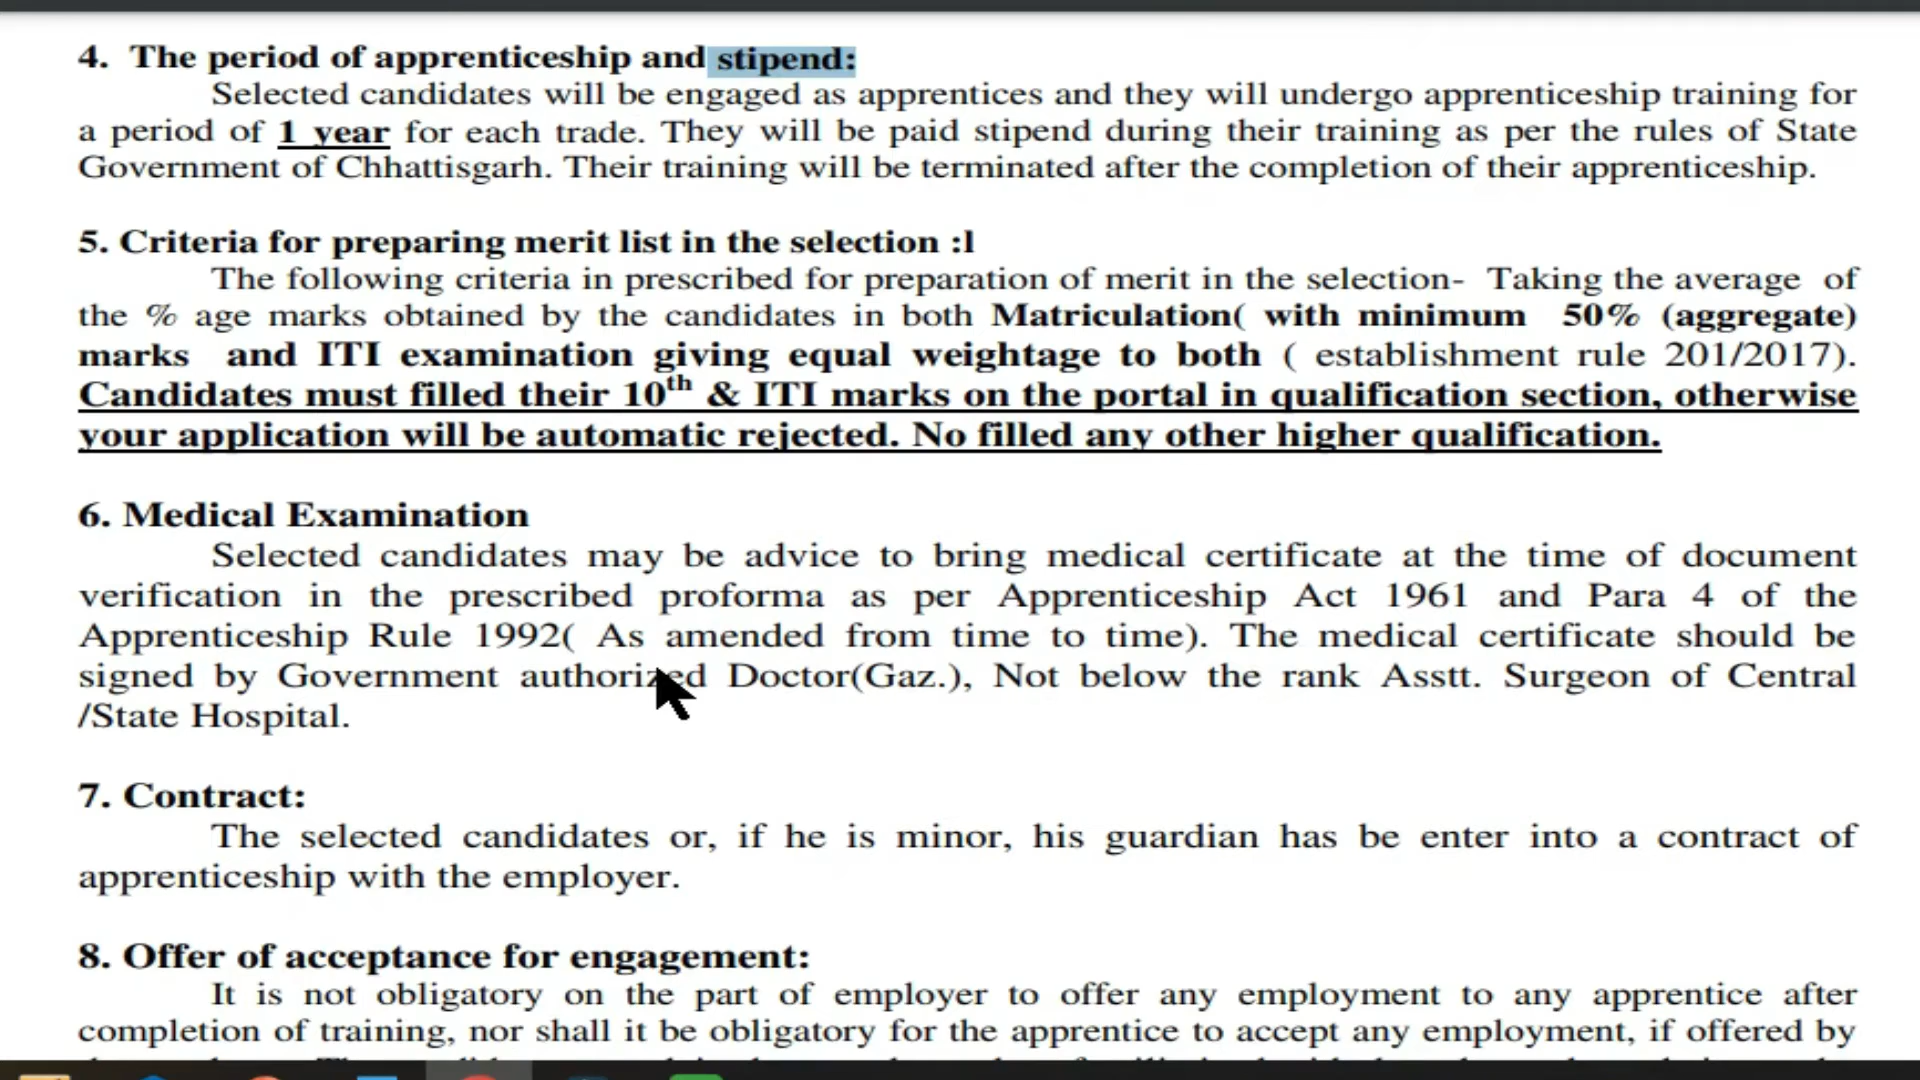 4. The period of apprenticeship and stipend:
Selected candidates will be engaged as apprentices and they will undergo apprenticeship training for
a period of 1 year for each trade. They will be paid stipend during their training as per the rules of State
Government of Chhattisgarh. Their training will be terminated after the completion of their apprenticeship.
5. Criteria for preparing merit list in the selection :l
The following criteria in prescribed for preparation of merit in the selection- Taking the average of
the % age marks obtained by the candidates in both Matriculation( with minimum 50% (aggregate)
marks and ITI examination giving equal weightage to both ( establishment rule 201/2017).
Candidates must filled their 10th & ITI marks on the portal in qualification section, otherwise
your application will be automatic rejected. No filled any other higher qualification.
6. Medical Examination
Selected candidates may be advice to bring medical certificate at the time of document
verification in the prescribed proforma as per Apprenticeship Act 1961 and Para 4 of the
Apprenticeship Rule 1992( As amended from time to time). The medical certificate should be
signed by Government authorized Doctor(Gaz.), Not below the rank Asstt. Surgeon of Central
/State Hospital.
7. Contract:
The selected candidates or, if he is minor, his guardian has be enter into a contract of
apprenticeship with the employer.
8. Offer of acceptance for engagement:
It is not obligatory on the part of employer to offer any employment to any apprentice after
completion of training, nor shall it be obligatory for the apprentice to accept any employment, if offered by